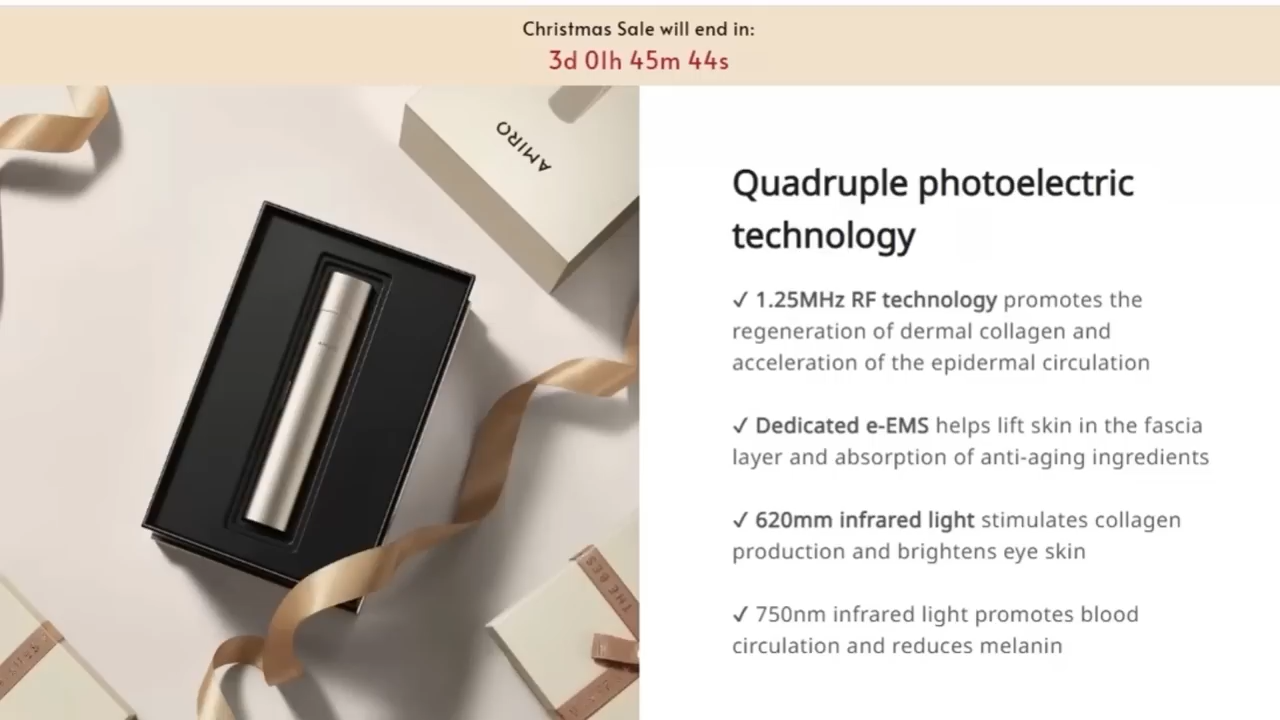 Christmas Sale will end in:
3d 01h 45m 44s
AMIRO
Quadruple photoelectric
technology
✓ 1.25MHz RF technology promotes the
regeneration of dermal collagen and
acceleration of the epidermal circulation
✓ Dedicated e-EMS helps lift skin in the fascia
layer and absorption of anti-aging ingredients
✓ 620mm infrared light stimulates collagen
production and brightens eye skin
✓ 750nm infrared light promotes blood
circulation and reduces melanin
THE BES